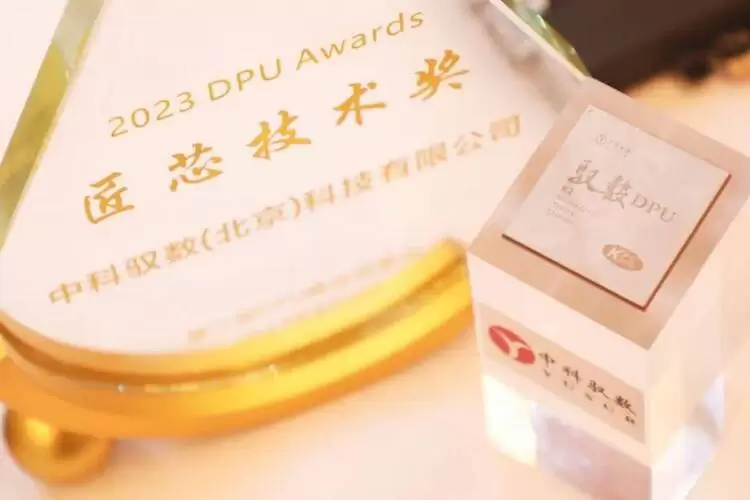 2023 DPU Awards
匠芯技术奖
中科驭数(北京)科技有限公司
驭数DPU
中科驭数
YUSUR